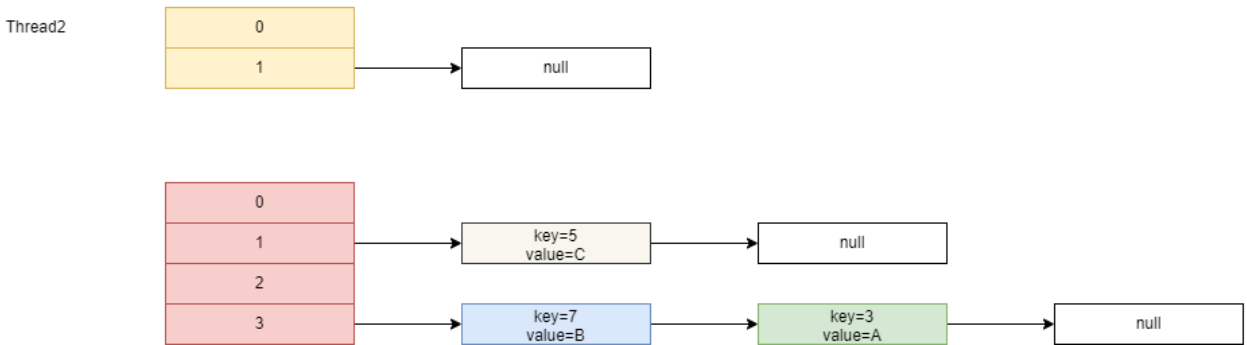 Thread2
0
1
null
0
1
key=5
value=C
null
2
3
key=7
value=B
key=3
value=A
null